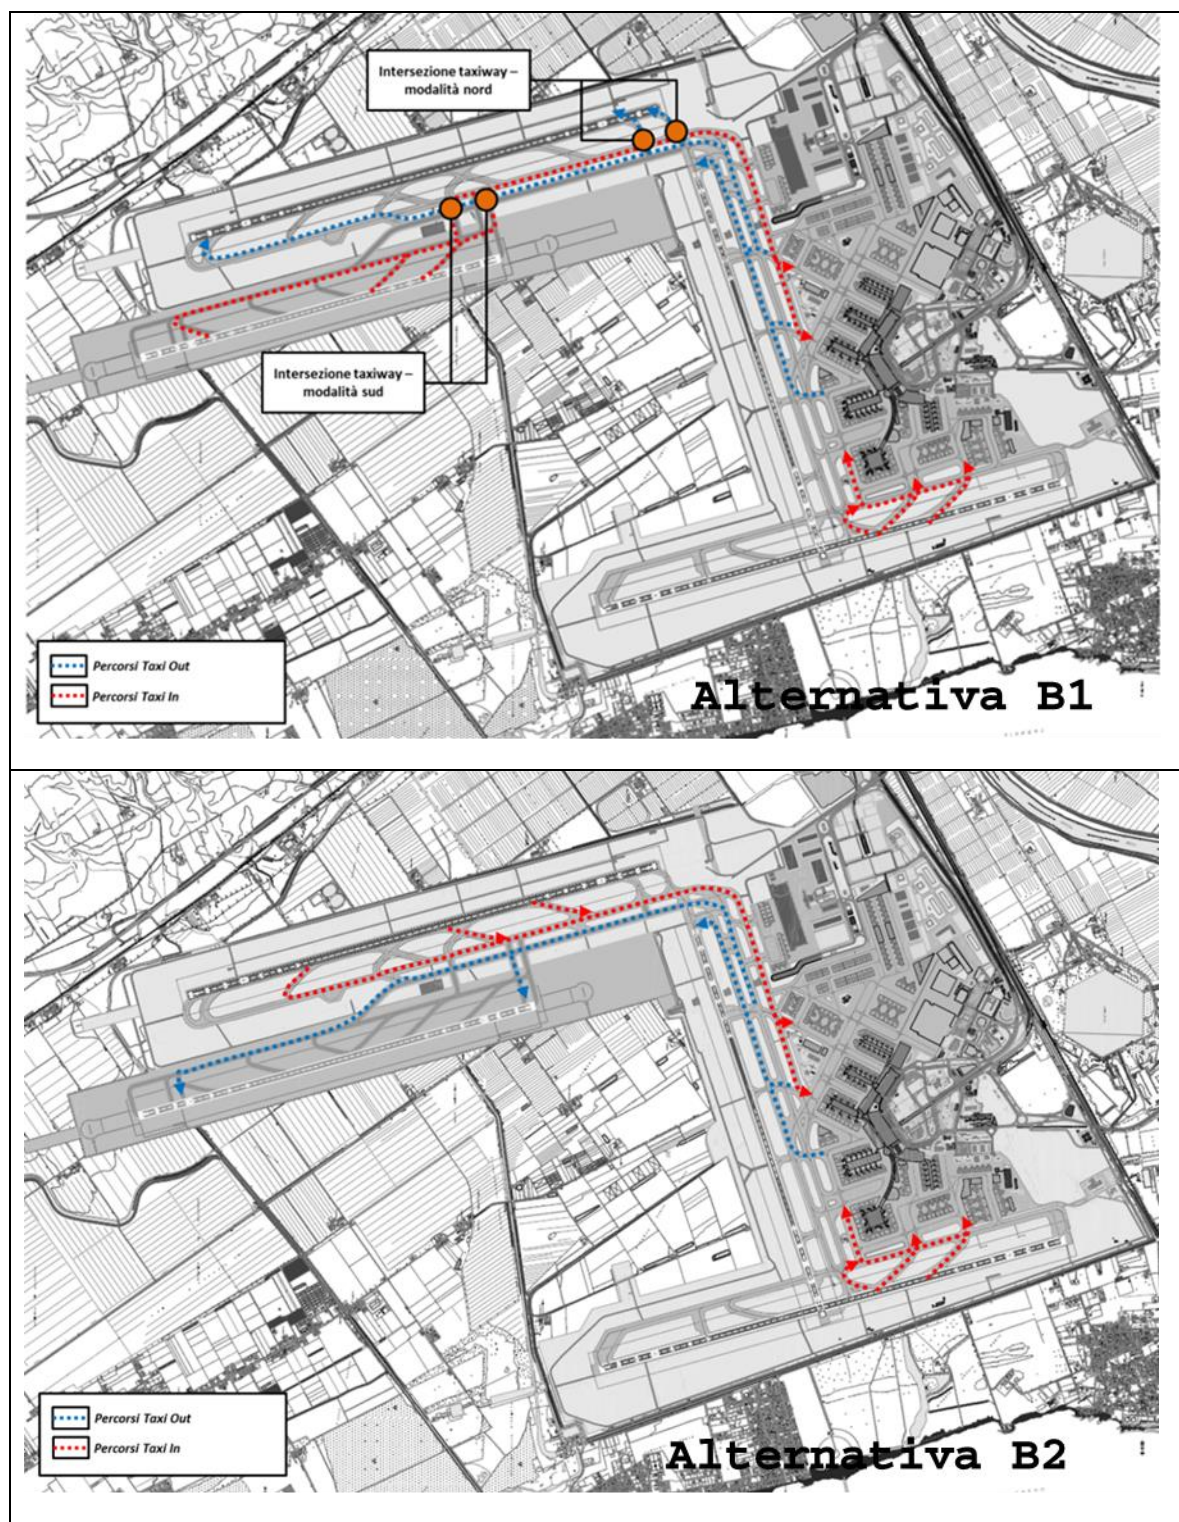 Intersezione taxiway –
modalità nord
Intersezione taxiway –
modalità sud
Percorsi Taxi Out
Percorsi Taxi In
Alternativa B1
Percorsi Taxi Out
Percorsi Taxi In
Alternativa B2